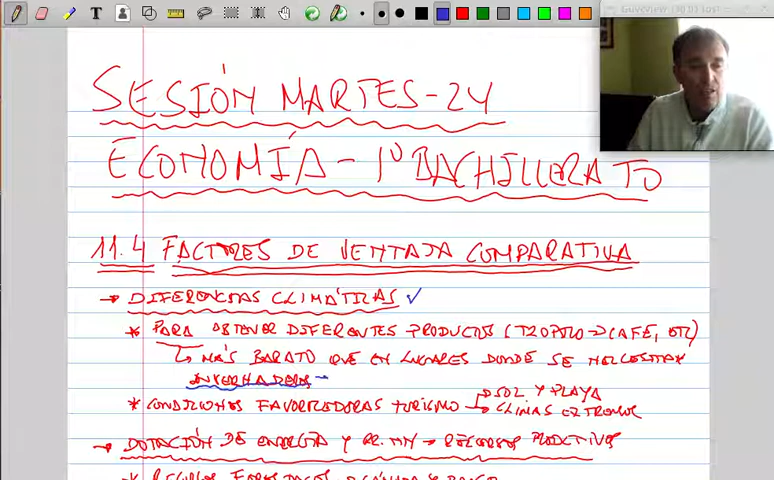 T
GuvcView
SESIÓN MARTES-24
ECONOMÍA - 1º BACHILLERATO
11.4 FACTORES DE VENTAJA COMPARATIVA
→ DIFERENCIAS CLIMÁTICAS ✓
* PARA OBTENER DIFERENTES PRODUCTOS (TROPICO → CAFÉ, ETC)
↳ MÁS BARATO QUE EN LUGARES DONDE SE NECESITAN
INVERNADEROS
* CONDICIONES FAVORECEDORAS TURISMO → SOL Y PLAYA
→ CLIMAS EXTREMOS
→ DOTACIÓN DE ENERGÍA Y RR.NN → RECURSOS PRODUCTIVOS
* RECURSOS